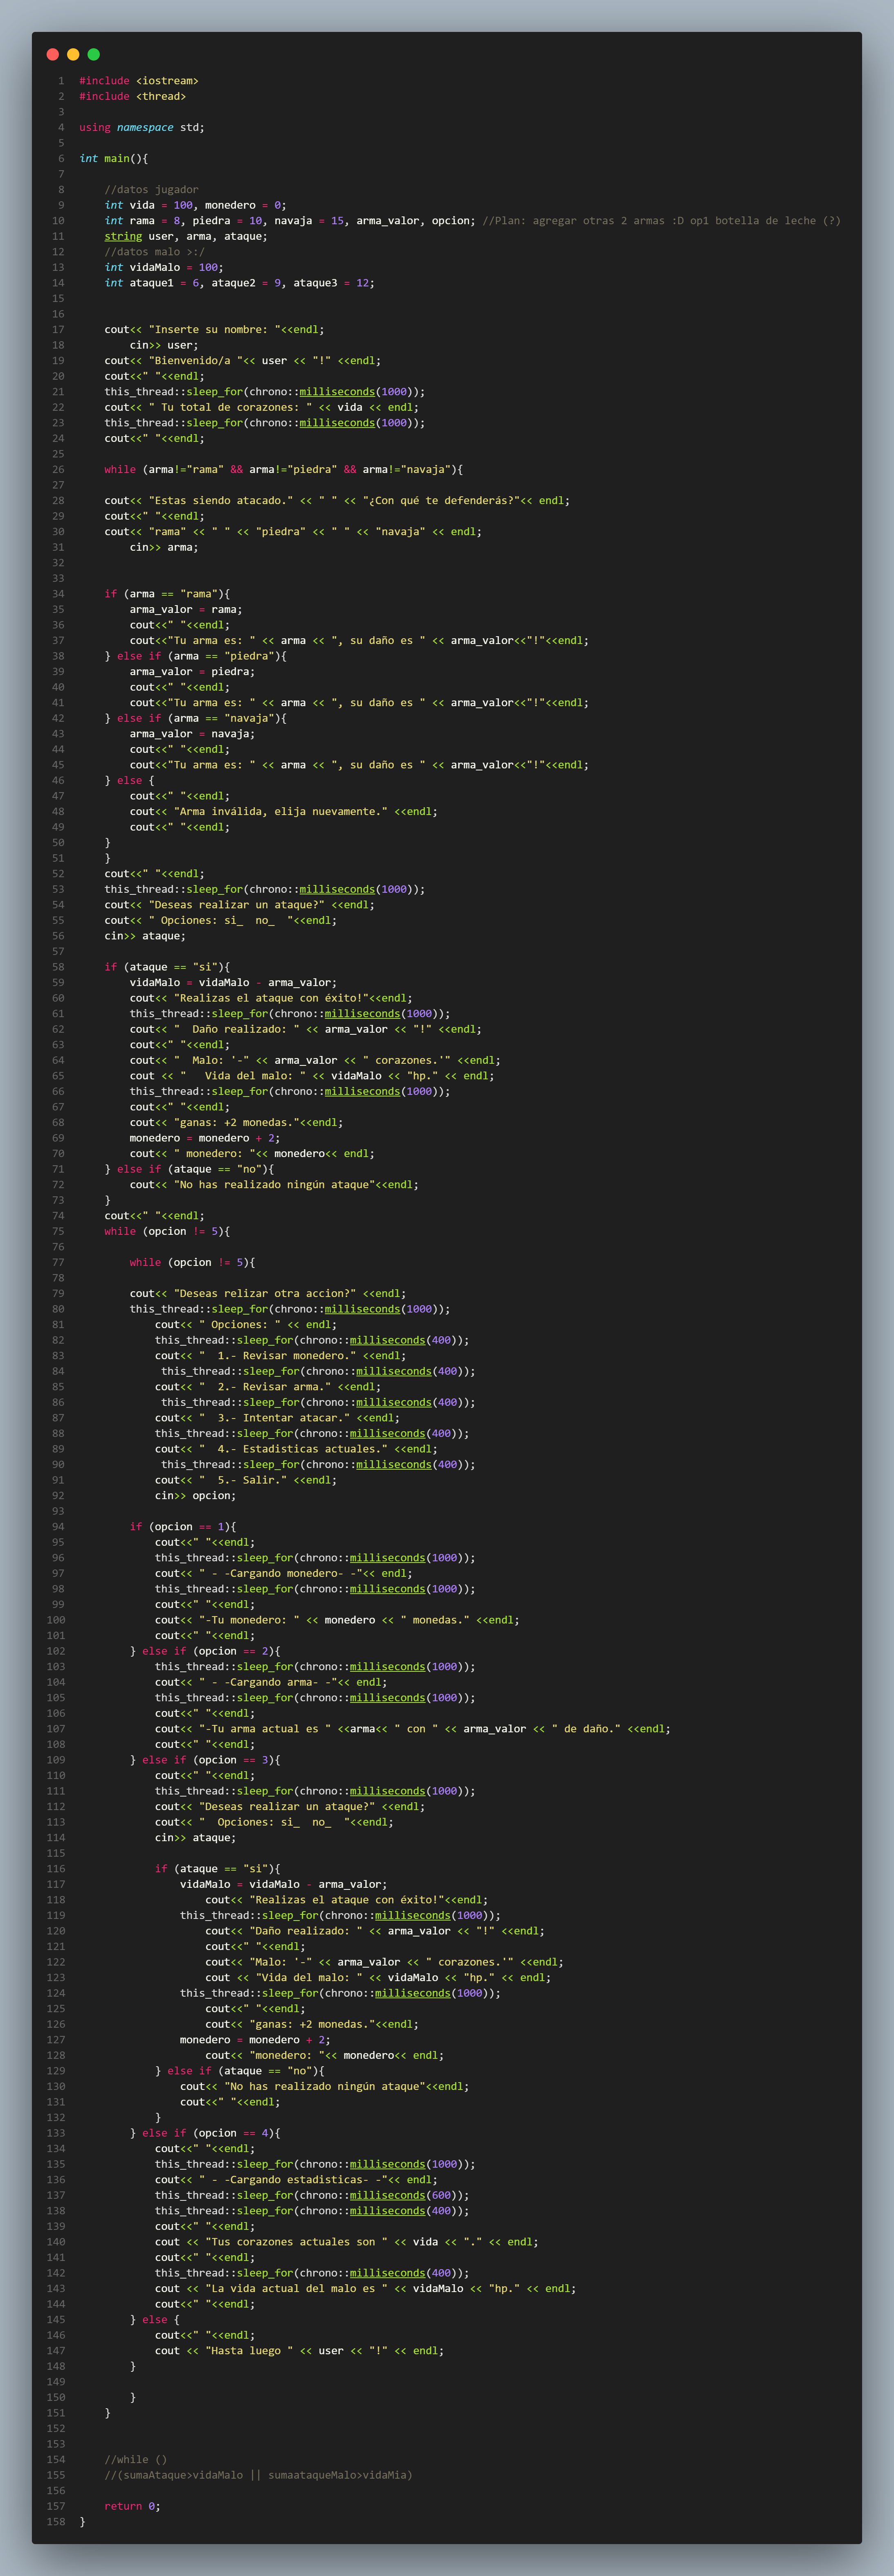 1 #include <iostream>
2 #include <thread>
3
4 using namespace std;
5
6 int main(){
7
8     //datos jugador
9     int vida = 100, monedero = 0;
10     int rama = 8, piedra = 10, navaja = 15, arma_valor, opcion; //Plan: agregar otras 2 armas :D op1 botella de leche (?)
11     string user, arma, ataque;
12     //datos malo >:/
13     int vidaMalo = 100;
14     int ataque1 = 6, ataque2 = 9, ataque3 = 12;
15
16
17     cout<< "Inserte su nombre: "<<endl;
18         cin>> user;
19     cout<< "Bienvenido/a "<< user << "!" <<endl;
20     cout<<" "<<endl;
21     this_thread::sleep_for(chrono::milliseconds(1000));
22     cout<< " Tu total de corazones: " << vida << endl;
23     this_thread::sleep_for(chrono::milliseconds(1000));
24     cout<<" "<<endl;
25
26     while (arma!="rama" && arma!="piedra" && arma!="navaja"){
27
28     cout<< "Estas siendo atacado." << " " << "¿Con qué te defenderás?"<< endl;
29     cout<<" "<<endl;
30     cout<< "rama" << " " << "piedra" << " " << "navaja" << endl;
31         cin>> arma;
32
33
34     if (arma == "rama"){
35         arma_valor = rama;
36         cout<<" "<<endl;
37         cout<<"Tu arma es: " << arma << ", su daño es " << arma_valor<<"!"<<endl;
38     } else if (arma == "piedra"){
39         arma_valor = piedra;
40         cout<<" "<<endl;
41         cout<<"Tu arma es: " << arma << ", su daño es " << arma_valor<<"!"<<endl;
42     } else if (arma == "navaja"){
43         arma_valor = navaja;
44         cout<<" "<<endl;
45         cout<<"Tu arma es: " << arma << ", su daño es " << arma_valor<<"!"<<endl;
46     } else {
47         cout<<" "<<endl;
48         cout<< "Arma inválida, elija nuevamente." <<endl;
49         cout<<" "<<endl;
50     }
51     }
52     cout<<" "<<endl;
53     this_thread::sleep_for(chrono::milliseconds(1000));
54     cout<< "Deseas realizar un ataque?" <<endl;
55     cout<< " Opciones: si_  no_  "<<endl;
56     cin>> ataque;
57
58     if (ataque == "si"){
59         vidaMalo = vidaMalo - arma_valor;
60         cout<< "Realizas el ataque con éxito!"<<endl;
61         this_thread::sleep_for(chrono::milliseconds(1000));
62         cout<< "  Daño realizado: " << arma_valor << "!" <<endl;
63         cout<<" "<<endl;
64         cout<< "  Malo: '-" << arma_valor << " corazones.'" <<endl;
65         cout << "   Vida del malo: " << vidaMalo << "hp." << endl;
66         this_thread::sleep_for(chrono::milliseconds(1000));
67         cout<<" "<<endl;
68         cout<< "ganas: +2 monedas."<<endl;
69         monedero = monedero + 2;
70         cout<< " monedero: "<< monedero<< endl;
71     } else if (ataque == "no"){
72         cout<< "No has realizado ningún ataque"<<endl;
73     }
74     cout<<" "<<endl;
75     while (opcion != 5){
76
77         while (opcion != 5){
78
79         cout<< "Deseas relizar otra accion?" <<endl;
80         this_thread::sleep_for(chrono::milliseconds(1000));
81             cout<< " Opciones: " << endl;
82             this_thread::sleep_for(chrono::milliseconds(400));
83             cout<< "  1.- Revisar monedero." <<endl;
84              this_thread::sleep_for(chrono::milliseconds(400));
85             cout<< "  2.- Revisar arma." <<endl;
86              this_thread::sleep_for(chrono::milliseconds(400));
87             cout<< "  3.- Intentar atacar." <<endl;
88             this_thread::sleep_for(chrono::milliseconds(400));
89             cout<< "  4.- Estadisticas actuales." <<endl;
90              this_thread::sleep_for(chrono::milliseconds(400));
91             cout<< "  5.- Salir." <<endl;
92             cin>> opcion;
93
94         if (opcion == 1){
95             cout<<" "<<endl;
96             this_thread::sleep_for(chrono::milliseconds(1000));
97             cout<< " - -Cargando monedero- -"<< endl;
98             this_thread::sleep_for(chrono::milliseconds(1000));
99             cout<<" "<<endl;
100             cout<< "-Tu monedero: " << monedero << " monedas." <<endl;
101             cout<<" "<<endl;
102         } else if (opcion == 2){
103             this_thread::sleep_for(chrono::milliseconds(1000));
104             cout<< " - -Cargando arma- -"<< endl;
105             this_thread::sleep_for(chrono::milliseconds(1000));
106             cout<<" "<<endl;
107             cout<< "-Tu arma actual es " <<arma<< " con " << arma_valor << " de daño." <<endl;
108             cout<<" "<<endl;
109         } else if (opcion == 3){
110             cout<<" "<<endl;
111             this_thread::sleep_for(chrono::milliseconds(1000));
112             cout<< "Deseas realizar un ataque?" <<endl;
113             cout<< "  Opciones: si_  no_  "<<endl;
114             cin>> ataque;
115
116             if (ataque == "si"){
117                 vidaMalo = vidaMalo - arma_valor;
118                     cout<< "Realizas el ataque con éxito!"<<endl;
119                 this_thread::sleep_for(chrono::milliseconds(1000));
120                     cout<< "Daño realizado: " << arma_valor << "!" <<endl;
121                     cout<<" "<<endl;
122                     cout<< "Malo: '-" << arma_valor << " corazones.'" <<endl;
123                     cout << "Vida del malo: " << vidaMalo << "hp." << endl;
124                 this_thread::sleep_for(chrono::milliseconds(1000));
125                     cout<<" "<<endl;
126                     cout<< "ganas: +2 monedas."<<endl;
127                 monedero = monedero + 2;
128                     cout<< "monedero: "<< monedero<< endl;
129             } else if (ataque == "no"){
130                 cout<< "No has realizado ningún ataque"<<endl;
131                 cout<<" "<<endl;
132             }
133         } else if (opcion == 4){
134             cout<<" "<<endl;
135             this_thread::sleep_for(chrono::milliseconds(1000));
136             cout<< " - -Cargando estadisticas- -"<< endl;
137             this_thread::sleep_for(chrono::milliseconds(600));
138             this_thread::sleep_for(chrono::milliseconds(400));
139             cout<<" "<<endl;
140             cout << "Tus corazones actuales son " << vida << "." << endl;
141             cout<<" "<<endl;
142             this_thread::sleep_for(chrono::milliseconds(400));
143             cout << "La vida actual del malo es " << vidaMalo << "hp." << endl;
144             cout<<" "<<endl;
145         } else {
146             cout<<" "<<endl;
147             cout << "Hasta luego " << user << "!" << endl;
148         }
149
150         }
151     }
152
153
154     //while ()
155     //(sumaAtaque>vidaMalo || sumaataqueMalo>vidaMia)
156
157     return 0;
158 }